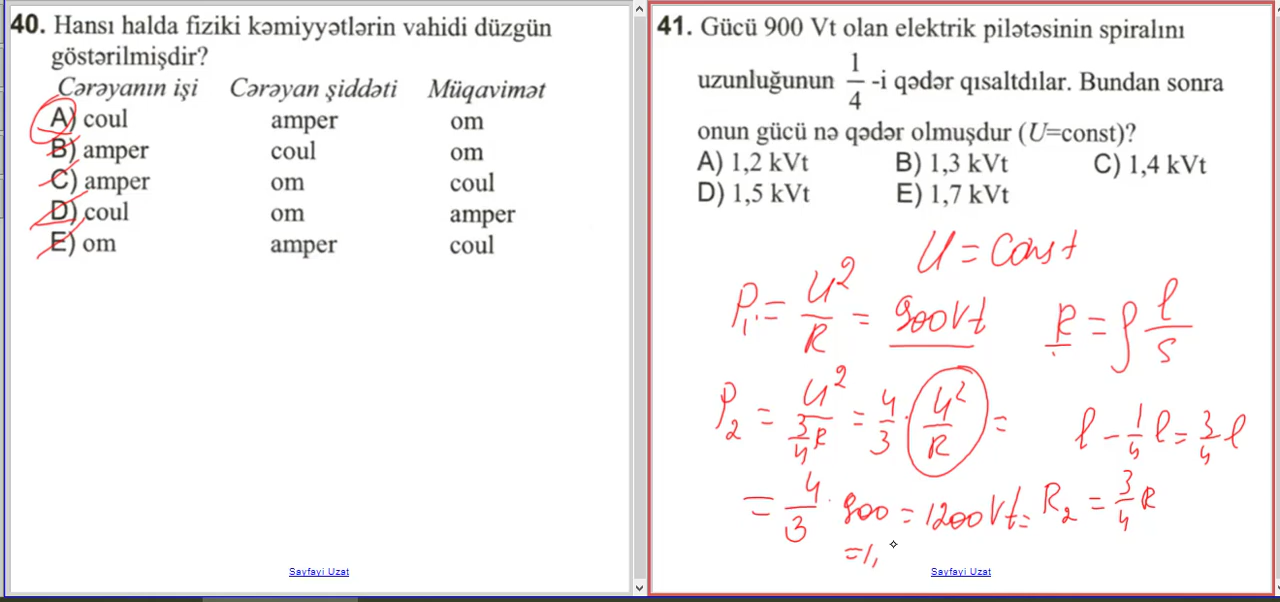 40. Hansı halda fiziki kəmiyyətlərin vahidi düzgün
göstərilmişdir?
Cərəyanın işi Cərəyan şiddəti Müqavimət
A) coul amper om
B) amper coul om
C) amper om coul
D) coul om amper
E) om amper coul
Sayfayi Uzat
41. Gücü 900 Vt olan elektrik pilətəsinin spiralını
uzunluğunun 1/4 -i qədər qısaltdılar. Bundan sonra
onun gücü nə qədər olmuşdur (U=const)?
A) 1,2 kVt B) 1,3 kVt C) 1,4 kVt
D) 1,5 kVt E) 1,7 kVt
U = const
P₁ = U²/R = 900Vt R = ρ l/s
P₂ = U²/(3/4 R) = 4/3 · U²/R = l - 1/4 l = 3/4 l
= 4/3 · 900 = 1200Vt = R₂ = 3/4 R
=1,
Sayfayi Uzat